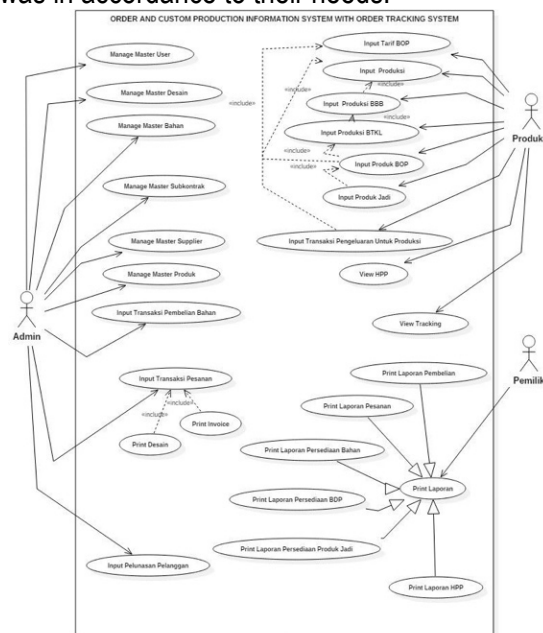 was in accordance to their needs.
ORDER AND CUSTOM PRODUCTION INFORMATION SYSTEM WITH ORDER TRACKING SYSTEM
Input Tarif BOP
Manage Master User
Input Produksi
<include>
Manage Master Desain
<include>
Input Produksi BBB
<include>
Manage Master Bahan
Input Produksi BTKL
Produk
<include>
Input Produk BOP
<include>
Manage Master Subkontrak
Input Produk Jadi
Manage Master Supplier
Input Transaksi Pengeluaran Untuk Produksi
Manage Master Produk
View HPP
Admin
Input Transaksi Pembelian Bahan
View Tracking
Pemilik
Print Laporan Pembelian
Input Transaksi Pesanan
Print Laporan Pesanan
<include>
<include>
Print Invoice
Print Desain
Print Laporan Persediaan Bahan
Print Laporan
Print Laporan Persediaan BDP
Print Laporan Persediaan Produk Jadi
Input Pelunasan Pelanggan
Print Laporan HPP